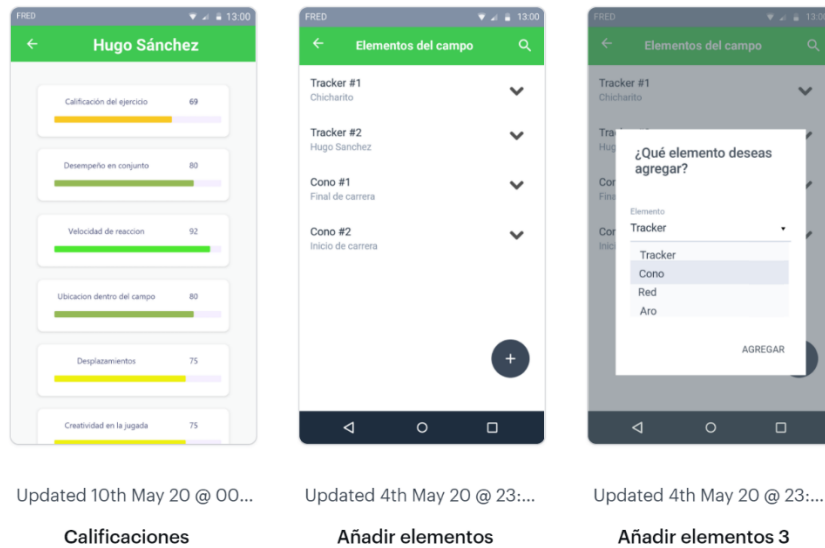 FRED 13:00
Hugo Sánchez
Calificación del ejercicio 69
Desempeño en conjunto 80
Velocidad de reaccion 92
Ubicacion dentro del campo 80
Desplazamientos 75
Creatividad en la jugada 75
Updated 10th May 20 @ 00...
Calificaciones
FRED 13:00
Elementos del campo
Tracker #1
Chicharito
Tracker #2
Hugo Sanchez
Cono #1
Final de carrera
Cono #2
Inicio de carrera
+
Updated 4th May 20 @ 23:...
Añadir elementos
FRED 13:00
Elementos del campo
Tracker #1
Chicharito
¿Qué elemento deseas
agregar?
Elemento
Tracker
Tracker
Cono
Red
Aro
AGREGAR
Updated 4th May 20 @ 23:...
Añadir elementos 3